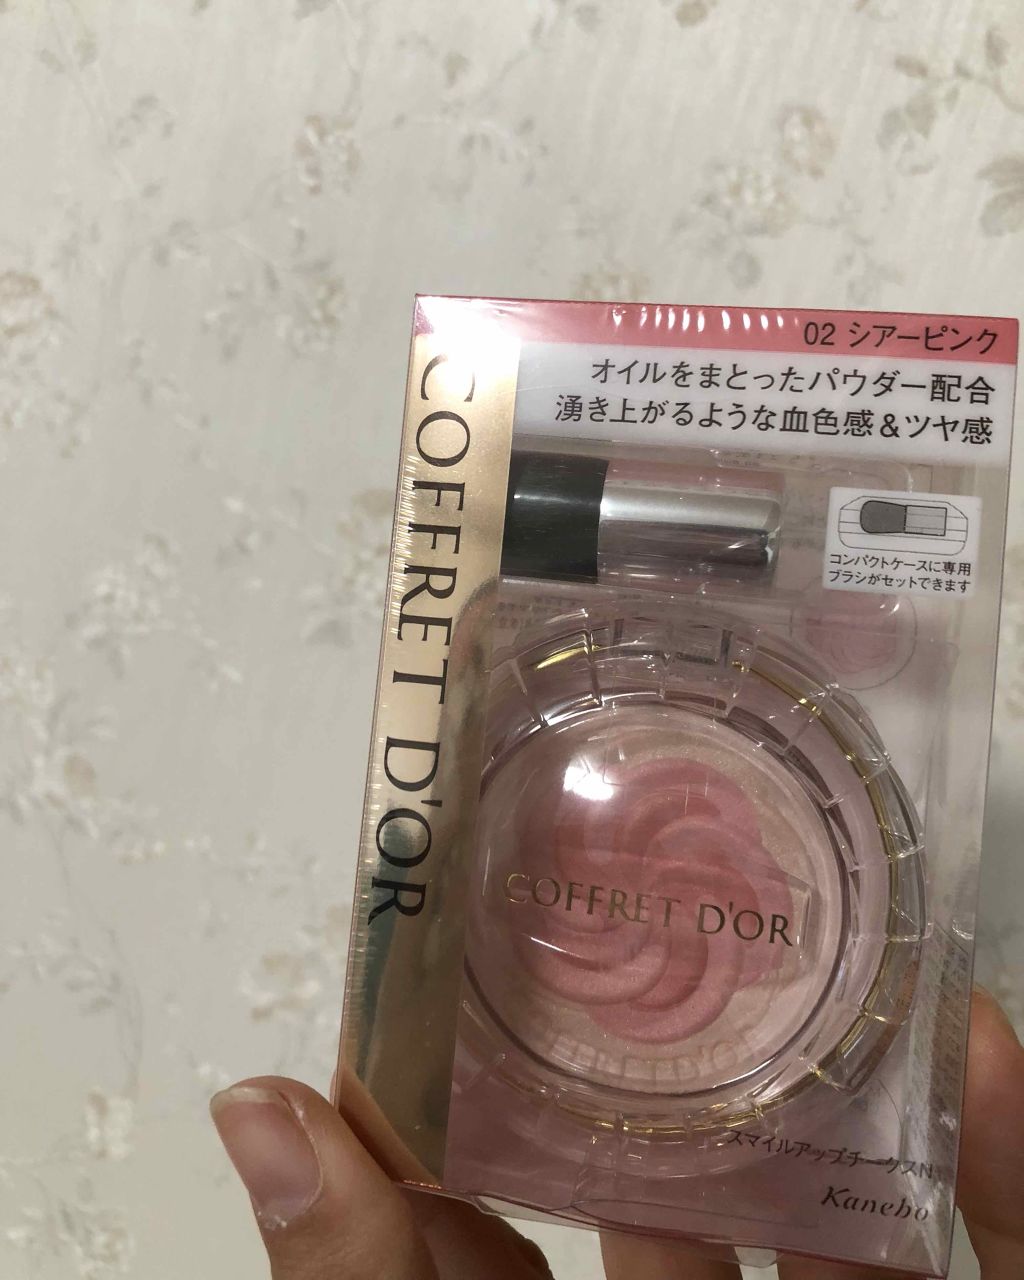 02 シアーピンク
オイルをまとったパウダー配合
湧き上がるような血色感＆ツヤ感
COFFRET D'OR
コンパクトケースに専用
ブラシがセットできます
COFFRET D'OR
スマイルアップチークスN
Kanebo